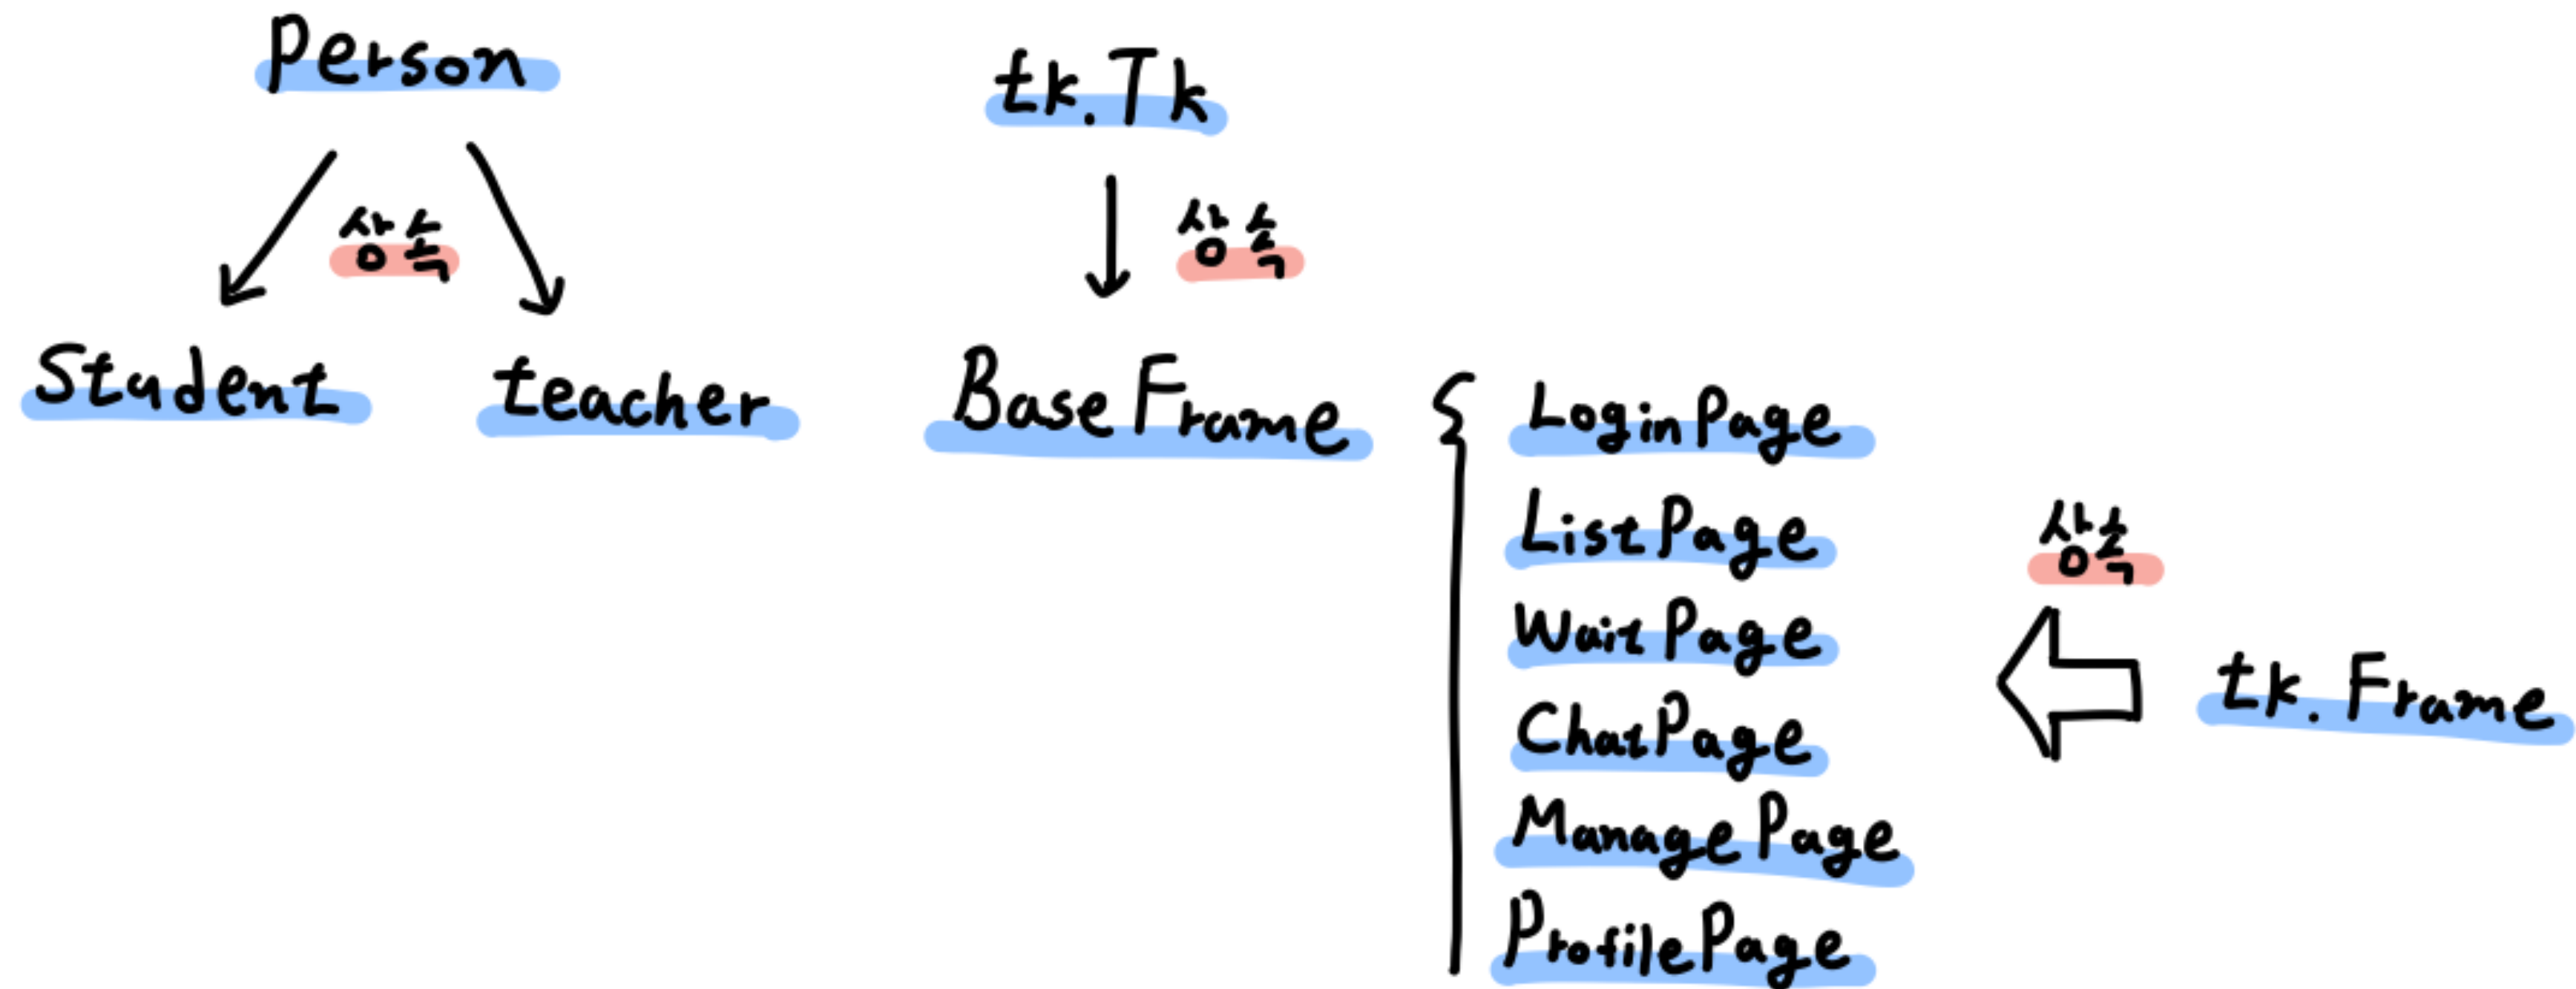 Person
상속
Student
teacher
tk.Tk
상속
BaseFrame
LoginPage
ListPage
WaitPage
ChatPage
ManagePage
ProfilePage
상속
tk.Frame